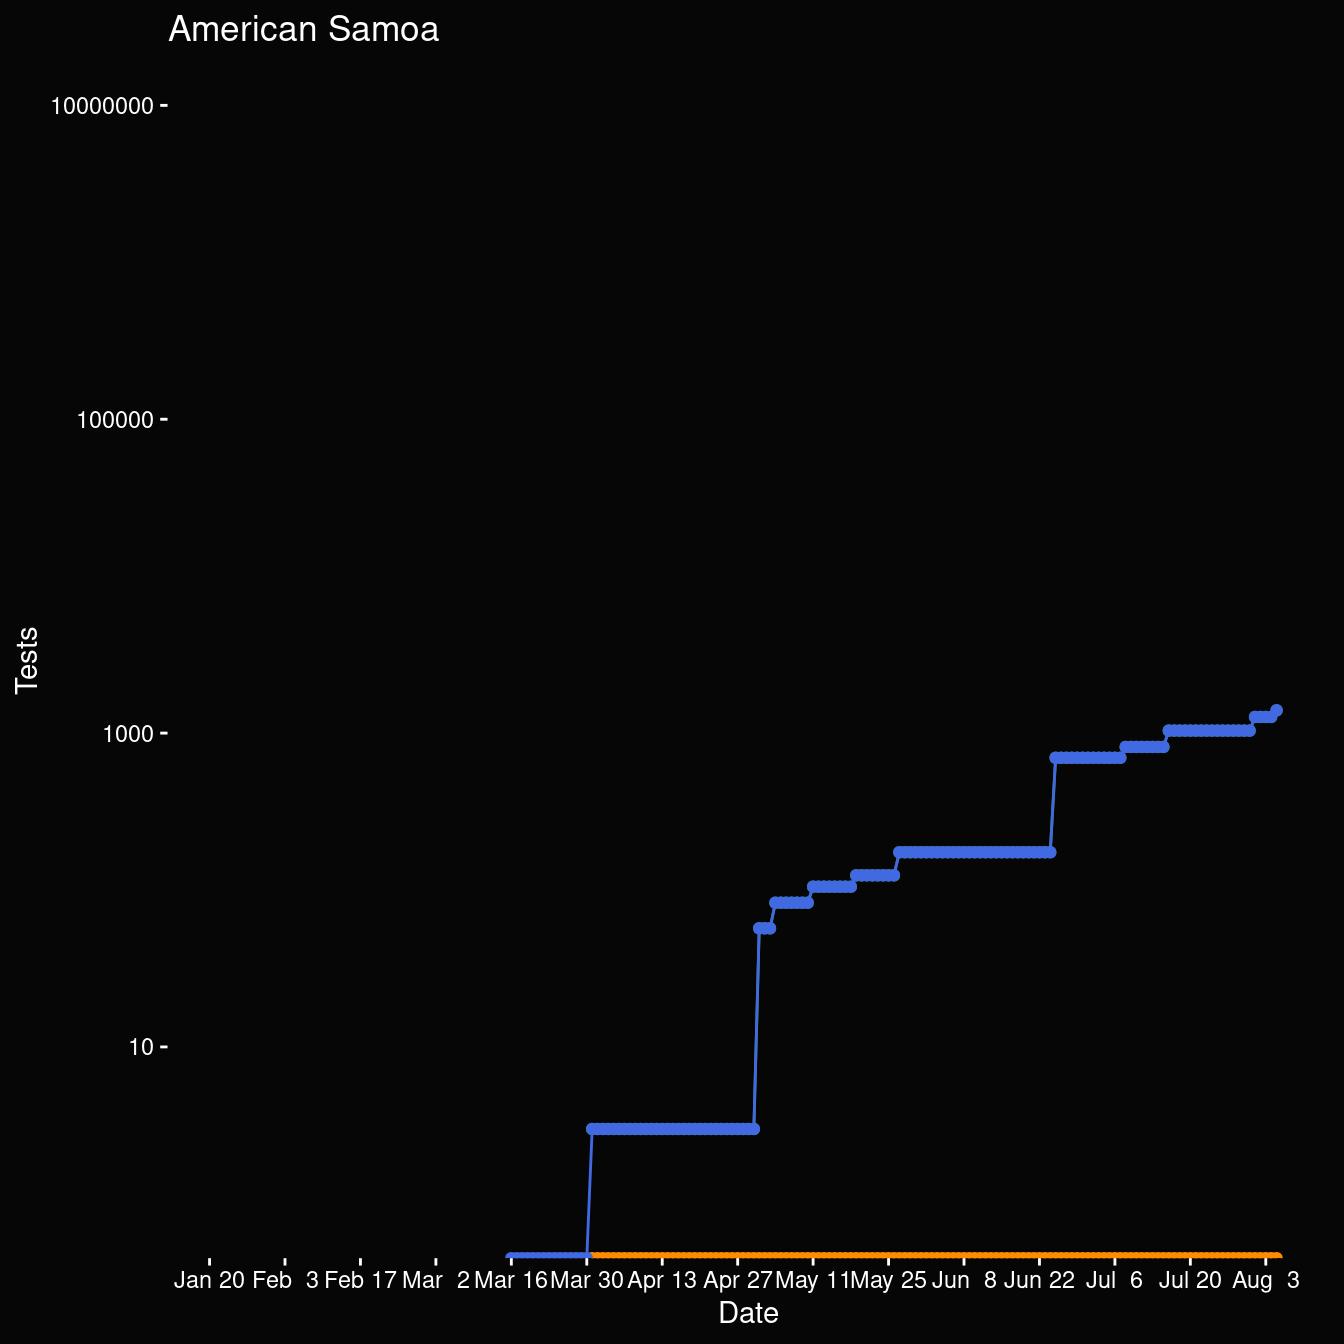 American Samoa
10000000
100000
1000
10
Tests
Jan 20 Feb 3 Feb 17 Mar 2 Mar 16 Mar 30 Apr 13 Apr 27 May 11 May 25 Jun 8 Jun 22 Jul 6 Jul 20 Aug 3
Date